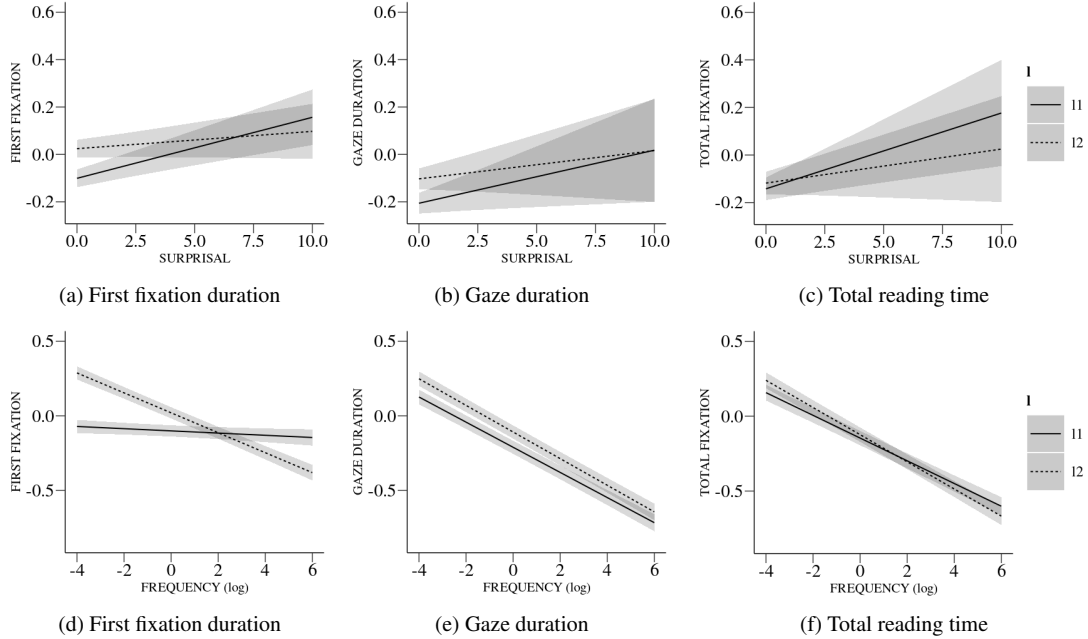 0.6
0.4
0.2
0.0
-0.2
FIRST FIXATION
0.0 2.5 5.0 7.5 10.0
SURPRISAL
(a) First fixation duration
0.6
0.4
0.2
0.0
-0.2
GAZE DURATION
0.0 2.5 5.0 7.5 10.0
SURPRISAL
(b) Gaze duration
0.6
0.4
0.2
0.0
-0.2
TOTAL FIXATION
0.0 2.5 5.0 7.5 10.0
SURPRISAL
(c) Total reading time
l
l1
l2
0.5
0.0
-0.5
FIRST FIXATION
-4 -2 0 2 4 6
FREQUENCY (log)
(d) First fixation duration
0.5
0.0
-0.5
GAZE DURATION
-4 -2 0 2 4 6
FREQUENCY (log)
(e) Gaze duration
0.5
0.0
-0.5
TOTAL FIXATION
-4 -2 0 2 4 6
FREQUENCY (log)
(f) Total reading time
l
l1
l2